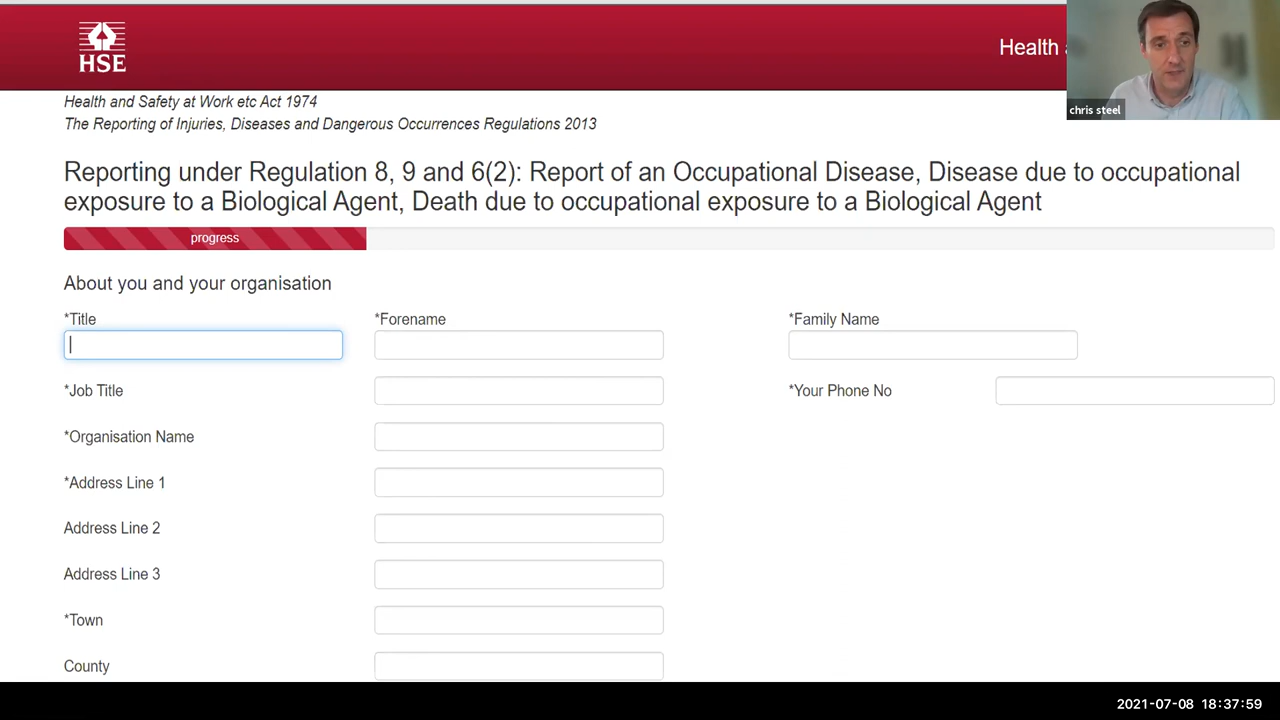 HSE
Health a
chris steel
Health and Safety at Work etc Act 1974
The Reporting of Injuries, Diseases and Dangerous Occurrences Regulations 2013
Reporting under Regulation 8, 9 and 6(2): Report of an Occupational Disease, Disease due to occupational
exposure to a Biological Agent, Death due to occupational exposure to a Biological Agent
progress
About you and your organisation
*Title *Forename *Family Name
*Job Title *Your Phone No
*Organisation Name
*Address Line 1
Address Line 2
Address Line 3
*Town
County
2021-07-08 18:37:59